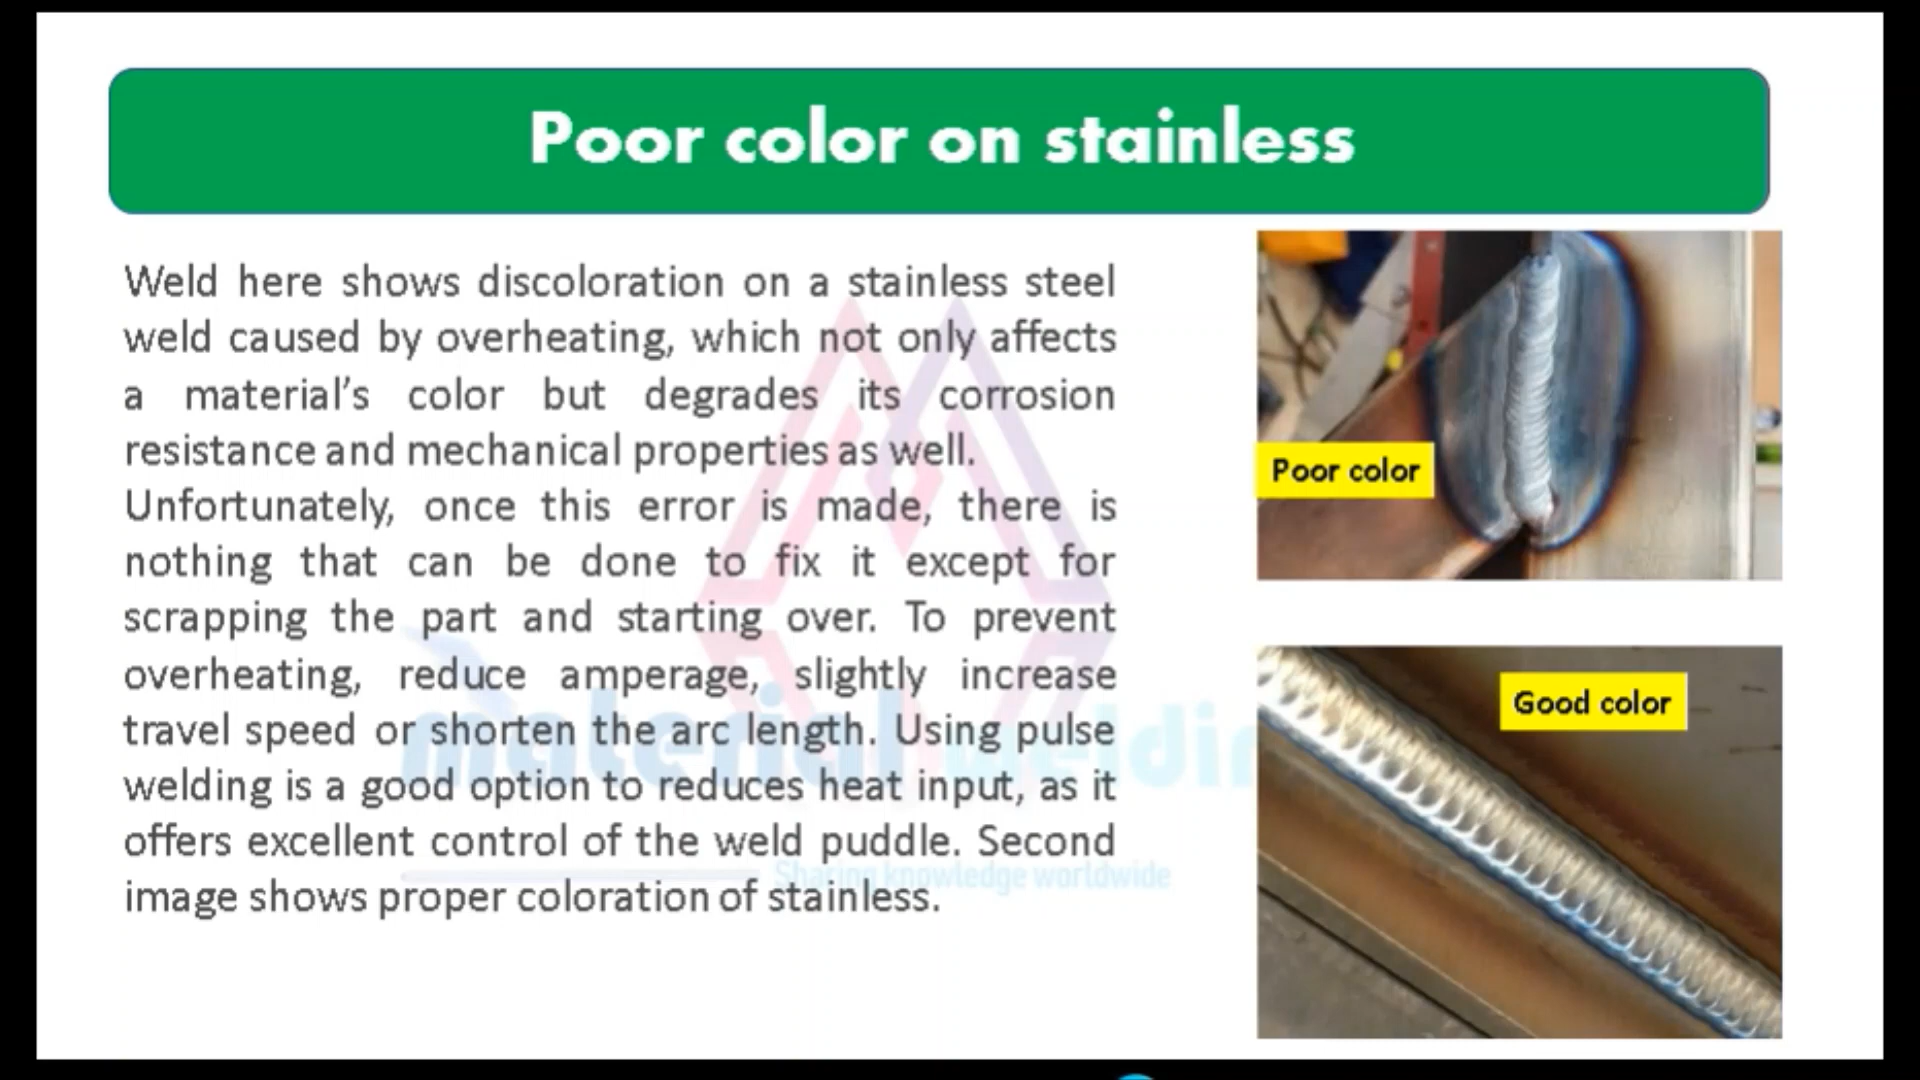 Poor color on stainless
Weld here shows discoloration on a stainless steel
weld caused by overheating, which not only affects
a material's color but degrades its corrosion
resistance and mechanical properties as well.
Unfortunately, once this error is made, there is
nothing that can be done to fix it except for
scrapping the part and starting over. To prevent
overheating, reduce amperage, slightly increase
travel speed or shorten the arc length. Using pulse
welding is a good option to reduces heat input, as it
offers excellent control of the weld puddle. Second
image shows proper coloration of stainless.
Poor color
Good color
material weldin
Sharing knowledge worldwide